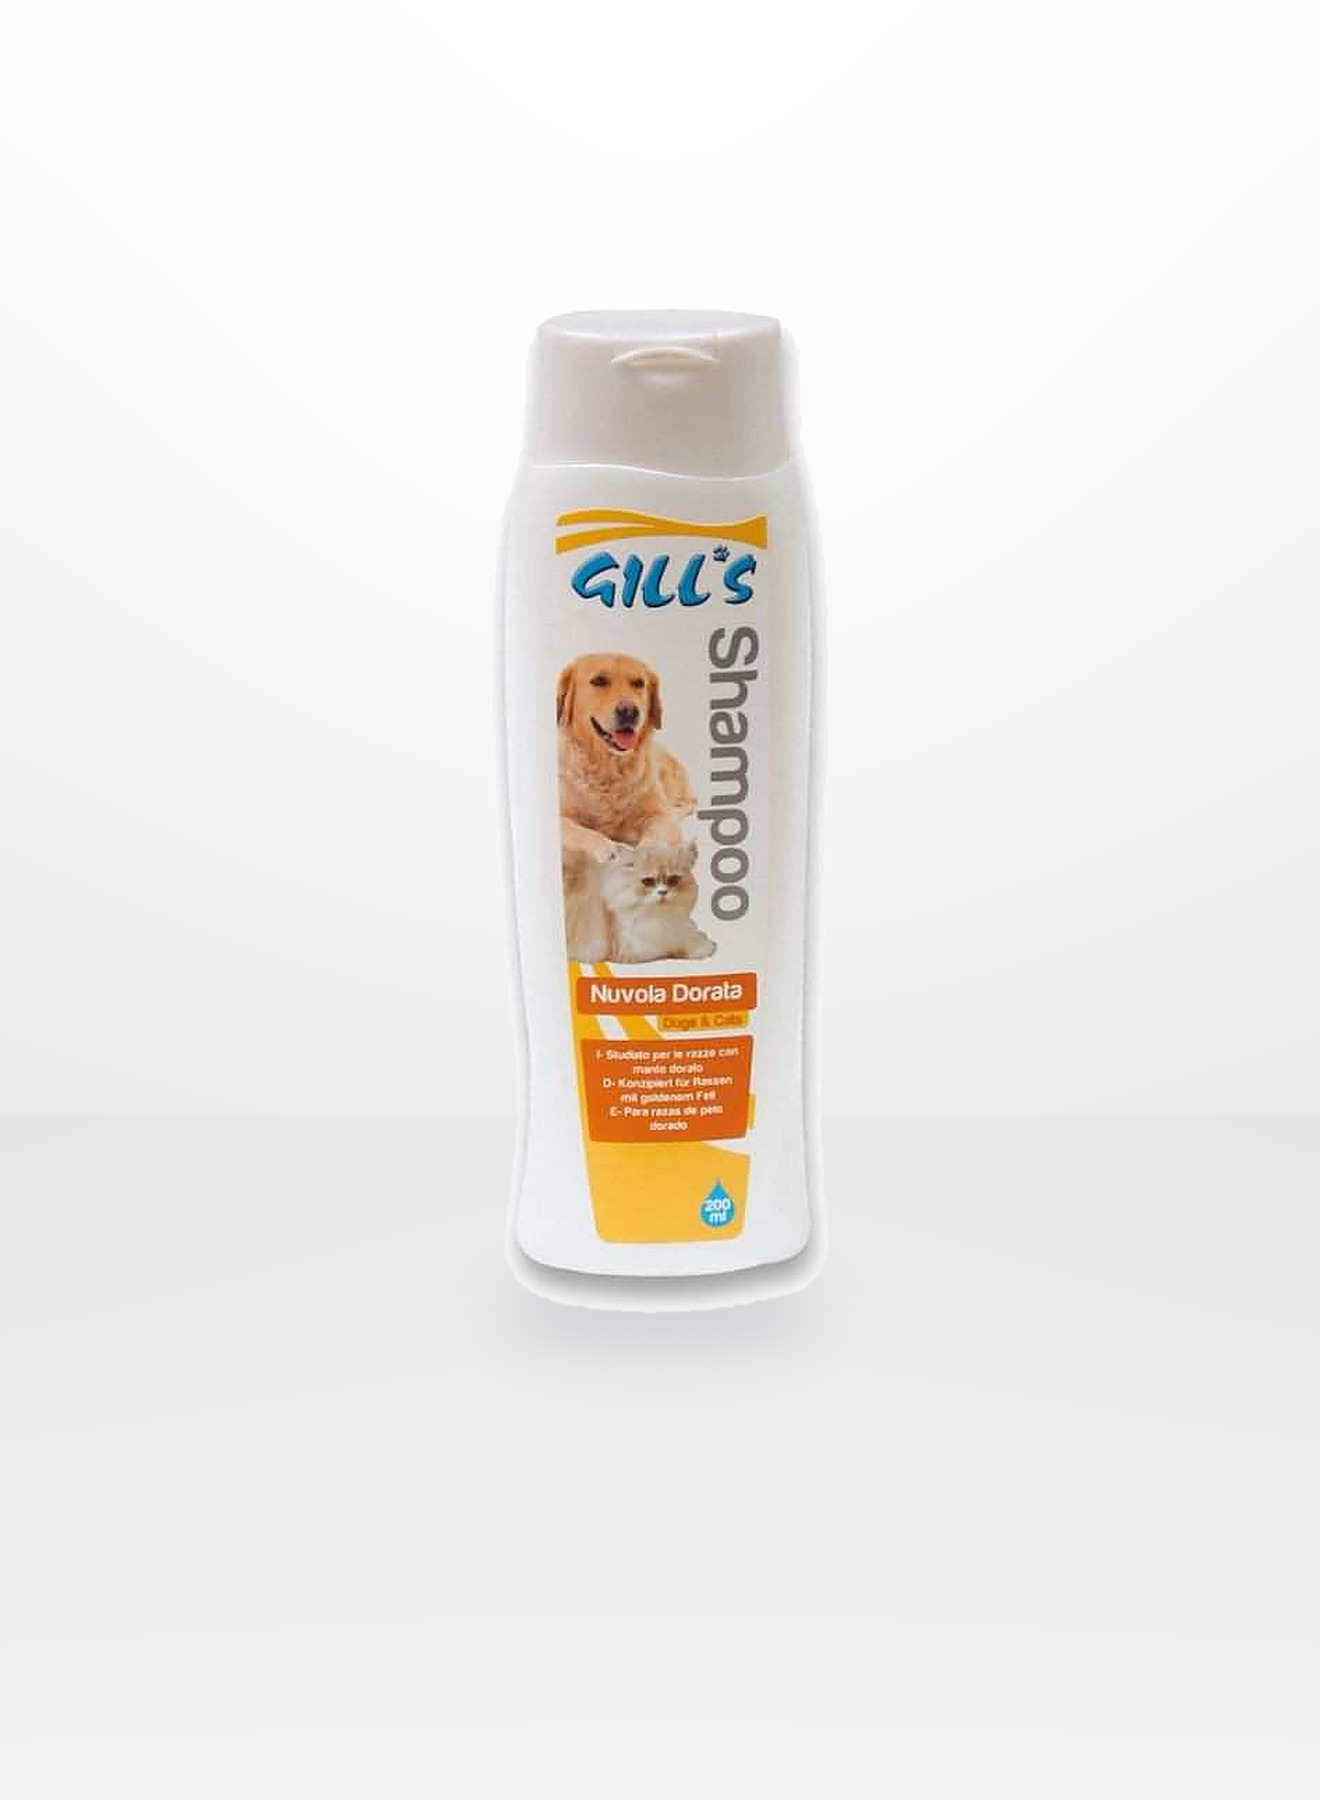 GILL'S
Shampoo
Nuvola Dorata
Dogs & Cats
I- Studiato per le razze con
manto dorato
D- Konzipiert für Rassen
mit goldenem Fell
E- Para razas de pelo
dorado
200
ml